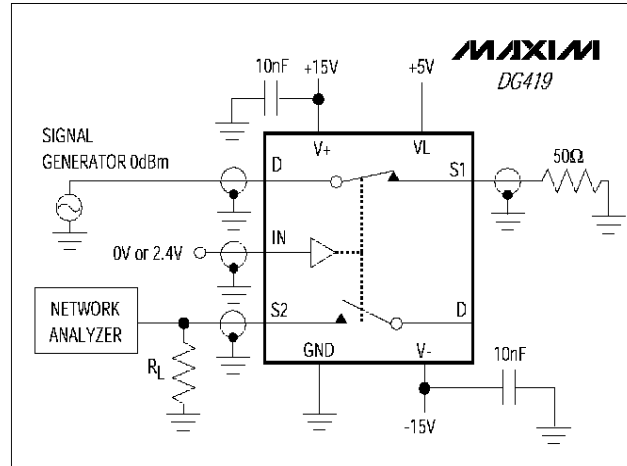 MAXIM
DG419
10nF
+15V
+5V
SIGNAL
GENERATOR 0dBm
V+
VL
D
S1
50Ω
0V or 2.4V
IN
NETWORK
ANALYZER
S2
D
RL
GND
V-
10nF
-15V